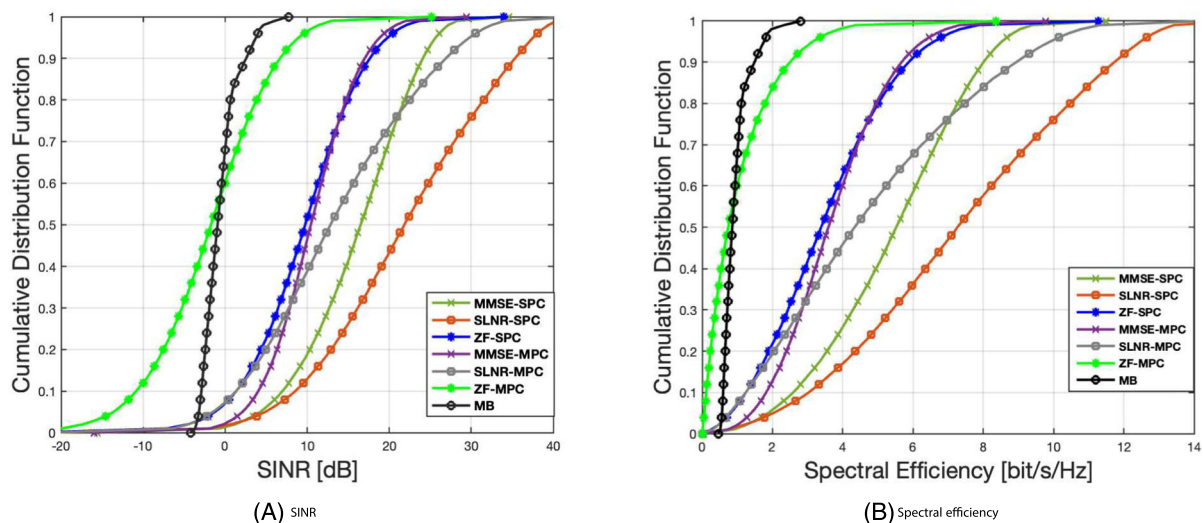 1
0.9
0.8
0.7
0.6
0.5
0.4
0.3
0.2
0.1
0
Cumulative Distribution Function
-20 -10 0 10 20 30 40
SINR [dB]
MMSE-SPC
SLNR-SPC
ZF-SPC
MMSE-MPC
SLNR-MPC
ZF-MPC
MB
(A) SINR
1
0.9
0.8
0.7
0.6
0.5
0.4
0.3
0.2
0.1
0
Cumulative Distribution Function
0 2 4 6 8 10 12 14
Spectral Efficiency [bit/s/Hz]
MMSE-SPC
SLNR-SPC
ZF-SPC
MMSE-MPC
SLNR-MPC
ZF-MPC
MB
(B) Spectral efficiency